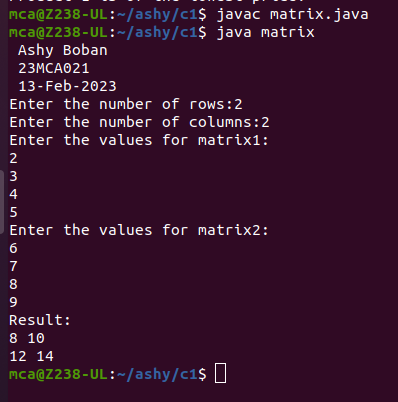 mca@Z238-UL:~/ashy/c1$ javac matrix.java
mca@Z238-UL:~/ashy/c1$ java matrix
Ashy Boban
23MCA021
13-Feb-2023
Enter the number of rows:2
Enter the number of columns:2
Enter the values for matrix1:
2
3
4
5
Enter the values for matrix2:
6
7
8
9
Result:
8 10
12 14
mca@Z238-UL:~/ashy/c1$